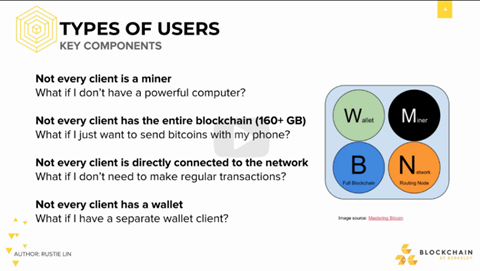 TYPES OF USERS
KEY COMPONENTS
Not every client is a miner
What if I don't have a powerful computer?
Not every client has the entire blockchain (160+ GB)
What if I just want to send bitcoins with my phone?
Not every client is directly connected to the network
What if I don't need to make regular transactions?
Not every client has a wallet
What if I have a separate wallet client?
Wallet
Miner
B
Full Blockchain
Network
Routing Node
Image source: Mastering Bitcoin
AUTHOR: RUSTIE LIN
BLOCKCHAIN
AT BERKELEY